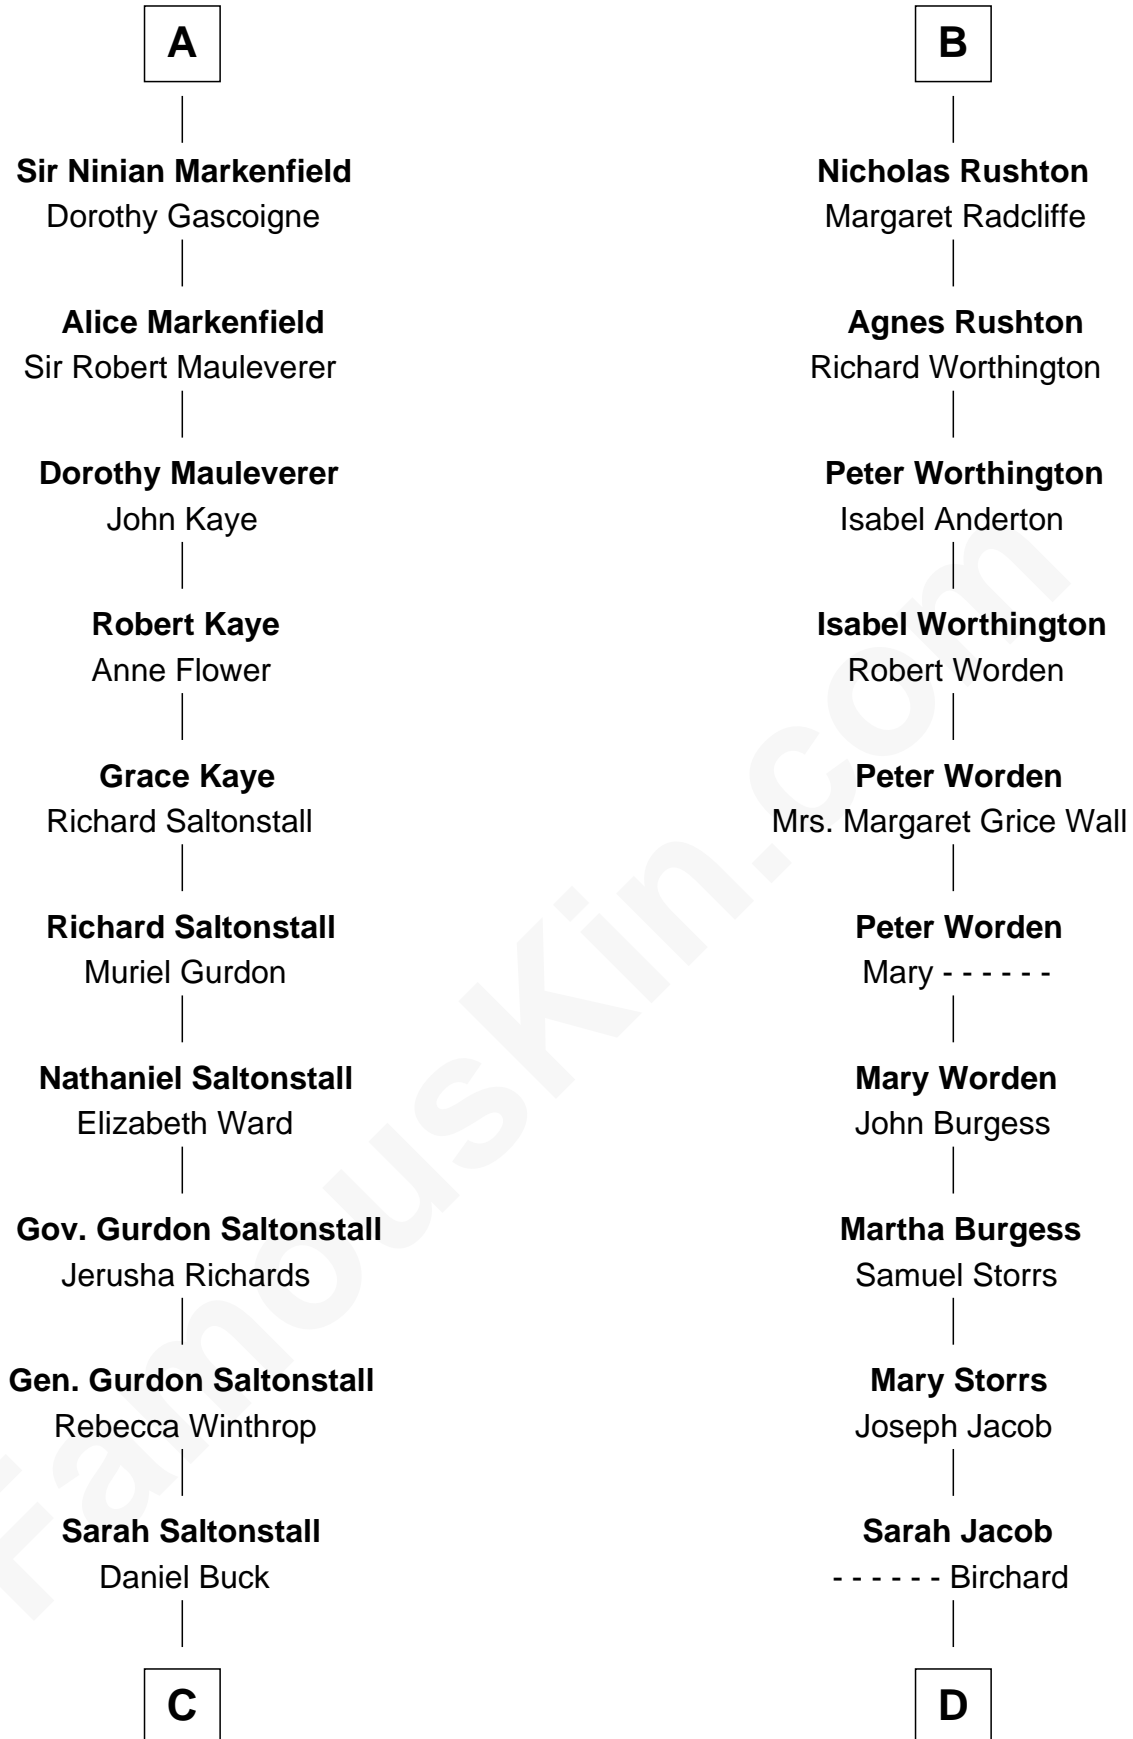 A
Sir Ninian Markenfield
Dorothy Gascoigne
Alice Markenfield
Sir Robert Mauleverer
Dorothy Mauleverer
John Kaye
Robert Kaye
Anne Flower
Grace Kaye
Richard Saltonstall
Richard Saltonstall
Muriel Gurdon
Nathaniel Saltonstall
Elizabeth Ward
Gov. Gurdon Saltonstall
Jerusha Richards
Gen. Gurdon Saltonstall
Rebecca Winthrop
Sarah Saltonstall
Daniel Buck
C
B
Nicholas Rushton
Margaret Radcliffe
Agnes Rushton
Richard Worthington
Peter Worthington
Isabel Anderton
Isabel Worthington
Robert Worden
Peter Worden
Mrs. Margaret Grice Wall
Peter Worden
Mary - - - - - -
Mary Worden
John Burgess
Martha Burgess
Samuel Storrs
Mary Storrs
Joseph Jacob
Sarah Jacob
- - - - - - Birchard
D
FamousKin.com